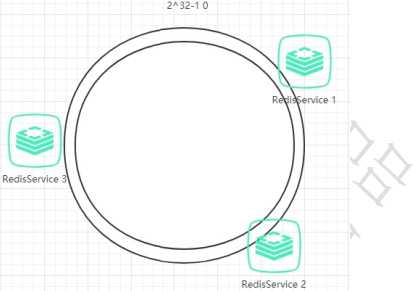 2^32-1 0
RedisService 1
RedisService 3
RedisService 2